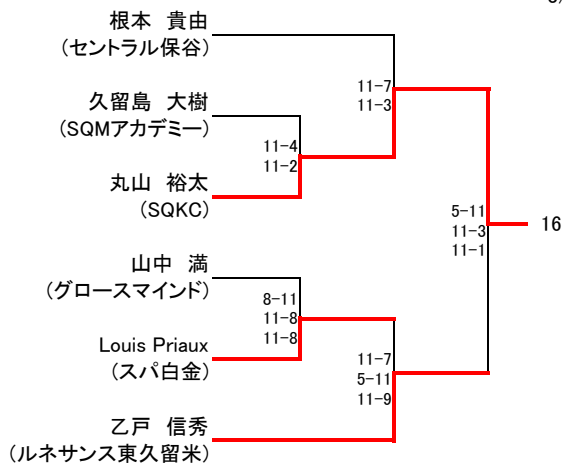 根本　貴由
(セントラル保谷)
久留島　大樹
(SQMアカデミー)
丸山　裕太
(SQKC)
山中　満
(グロースマインド)
Louis Priaux
(スパ白金)
乙戸　信秀
(ルネサンス東久留米)
11-4
11-2
8-11
11-8
11-8
11-7
11-3
11-7
5-11
11-9
5-11
11-3
11-1
16